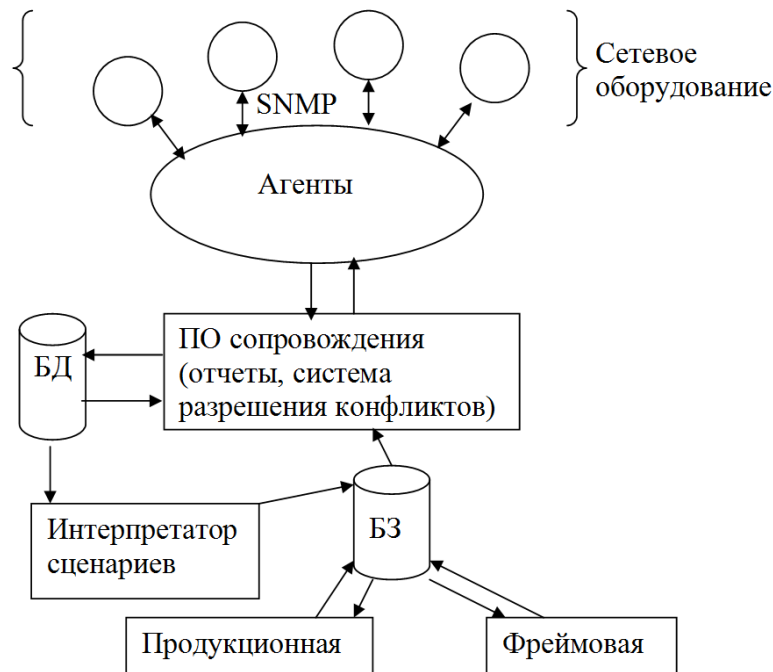 Сетевое
оборудование
SNMP
Агенты
ПО сопровождения
(отчеты, система
разрешения конфликтов)
БД
Интерпретатор
сценариев
БЗ
Продукционная
Фреймовая